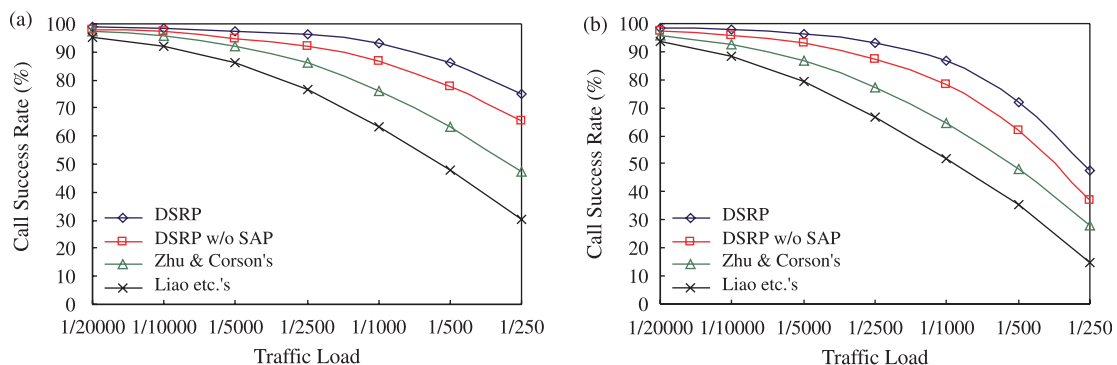 (a)
Call Success Rate (%)
100
90
80
70
60
50
40
30
20
10
0
DSRP
DSRP w/o SAP
Zhu & Corson's
Liao etc.'s
1/20000 1/10000 1/5000 1/2500 1/1000 1/500 1/250
Traffic Load
(b)
Call Success Rate (%)
100
90
80
70
60
50
40
30
20
10
0
DSRP
DSRP w/o SAP
Zhu & Corson's
Liao etc.'s
1/20000 1/10000 1/5000 1/2500 1/1000 1/500 1/250
Traffic Load